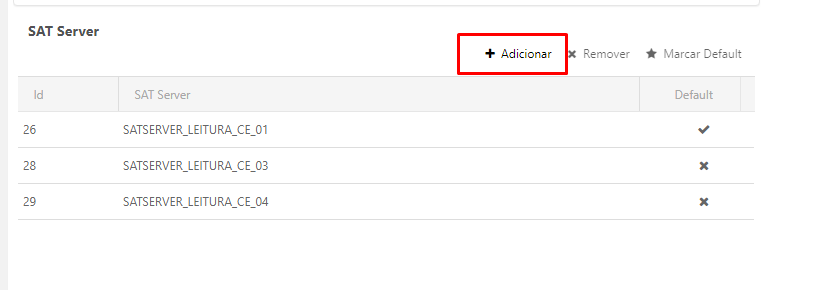 SAT Server
Adicionar Remover Marcar Default
Id SAT Server Default
26 SATSERVER_LEITURA_CE_01
28 SATSERVER_LEITURA_CE_03
29 SATSERVER_LEITURA_CE_04